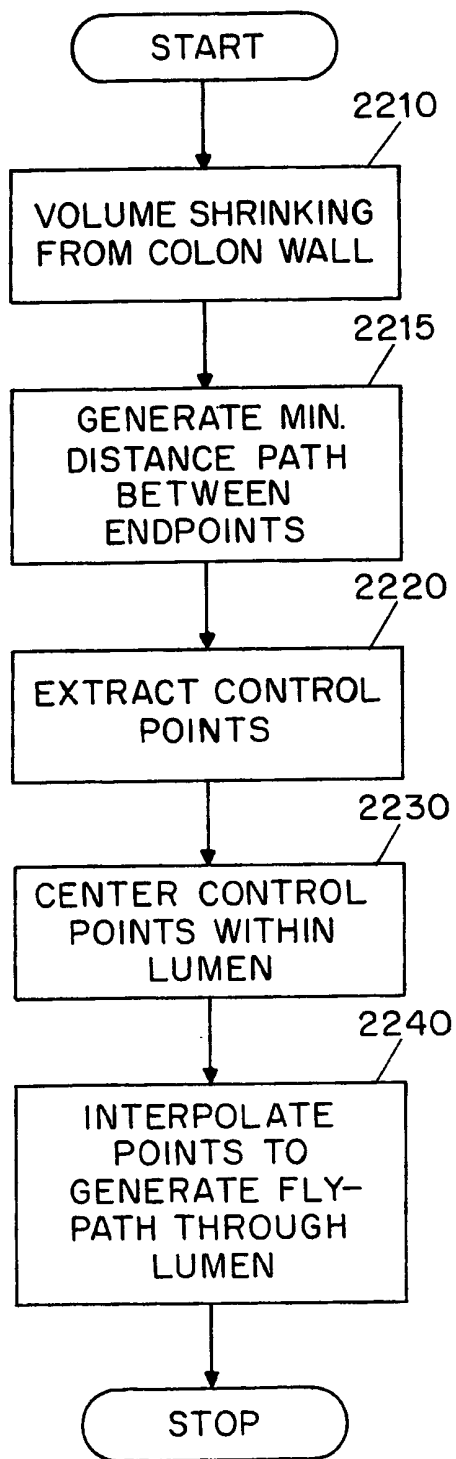 START
2210
VOLUME SHRINKING
FROM COLON WALL
2215
GENERATE MIN.
DISTANCE PATH
BETWEEN
ENDPOINTS
2220
EXTRACT CONTROL
POINTS
2230
CENTER CONTROL
POINTS WITHIN
LUMEN
2240
INTERPOLATE
POINTS TO
GENERATE FLY-
PATH THROUGH
LUMEN
STOP